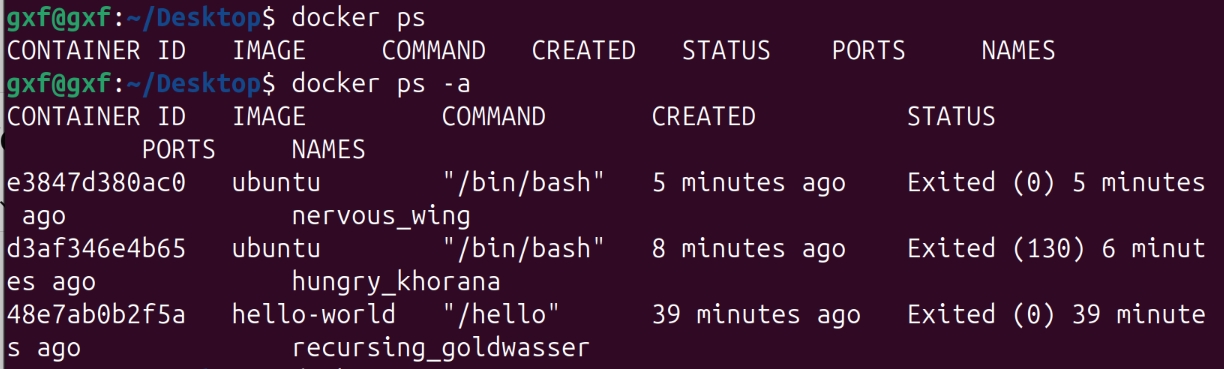 gxf@gxf:~/Desktop$ docker ps
CONTAINER ID   IMAGE     COMMAND   CREATED   STATUS    PORTS     NAMES
gxf@gxf:~/Desktop$ docker ps -a
CONTAINER ID   IMAGE         COMMAND       CREATED          STATUS
         PORTS     NAMES
e3847d380ac0   ubuntu        "/bin/bash"   5 minutes ago    Exited (0) 5 minutes
 ago               nervous_wing
d3af346e4b65   ubuntu        "/bin/bash"   8 minutes ago    Exited (130) 6 minut
es ago             hungry_khorana
48e7ab0b2f5a   hello-world   "/hello"      39 minutes ago   Exited (0) 39 minute
s ago              recursing_goldwasser